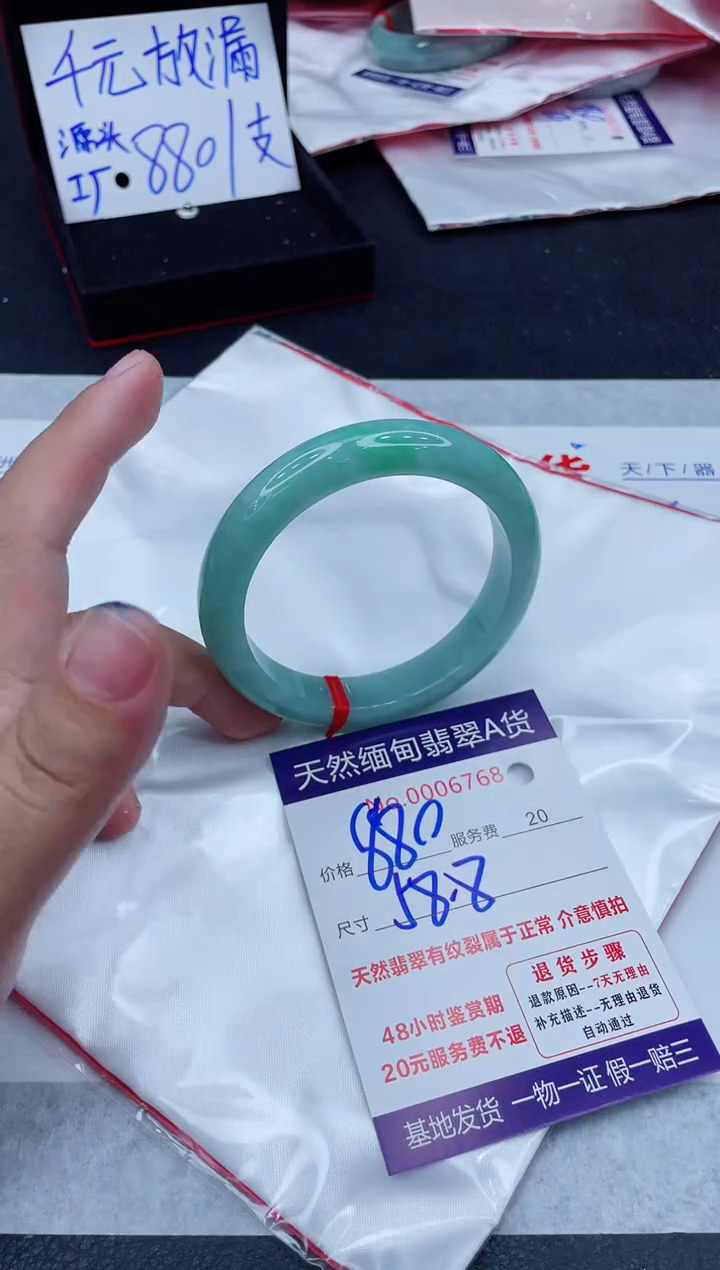 千元放漏
源头
工厂·880/支
华
天/下/器
天然缅甸翡翠A货
No.0006768
价格 880 服务费 20
尺寸 58.8
天然翡翠有纹裂属于正常 介意慎拍
48小时鉴赏期
20元服务费不退
退货步骤
退款原因--7天无理由
补充描述--无理由退货
自动通过
基地发货 一物一证 假一赔三